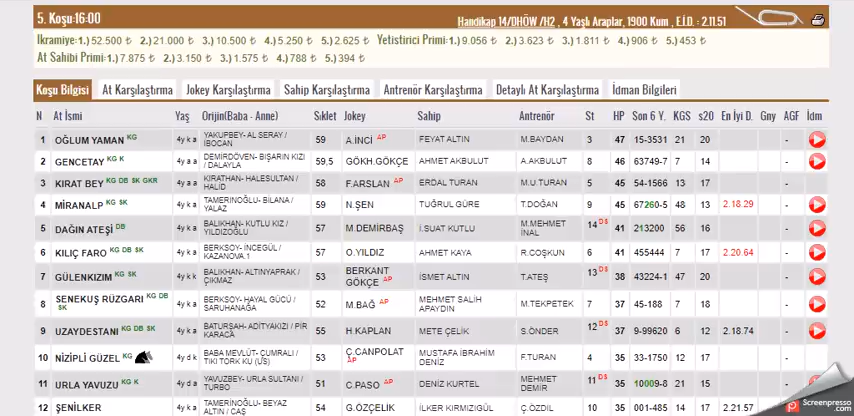 5. Koşu:16:00
Handikap 14/DHÖW /H2 , 4 Yaşlı Araplar, 1900 Kum , E.İ.D. : 2.11.51
İkramiye:1.) 52.500 ₺ 2.) 21.000 ₺ 3.) 10.500 ₺ 4.) 5.250 ₺ 5.) 2.625 ₺ Yetistirici Primi:1.) 9.056 ₺ 2.) 3.623 ₺ 3.) 1.811 ₺ 4.) 906 ₺ 5.) 453 ₺
At Sahibi Primi:1.) 7.875 ₺ 2.) 3.150 ₺ 3.) 1.575 ₺ 4.) 788 ₺ 5.) 394 ₺
Koşu Bilgisi At Karşılaştırma Jokey Karşılaştırma Sahip Karşılaştırma Antrenör Karşılaştırma Detaylı At Karşılaştırma İdman Bilgileri
N At İsmi Yaş Orijin(Baba - Anne) Sıklet Jokey Sahip Antrenör St HP Son 6 Y. KGS s20 En İyi D. Gny AGF İdm
1 OĞLUM YAMAN KG 4y k a YAKUPBEY- AL SERAY / İBOCAN 59 A.İNCİ AP FEYAT ALTIN M.BAYDAN 3 47 15-3531 21 20 -
2 GENCETAY KG K 4y a a DEMİRDÖVEN- BIŞARIN KIZI / DALAYLA 59,5 GÖKH.GÖKÇE AHMET AKBULUT A.AKBULUT 8 46 63749-7 7 14 -
3 KIRAT BEY KG DB SK GKR 4y a a KIRATHAN- HALESULTAN / HALİD 58 F.ARSLAN AP ERDAL TURAN M.U.TURAN 5 45 54-1566 13 17 -
4 MİRANALP KG SK 4y k a TAMERİNOĞLU- BİLANA / YALAZ 59 N.ŞEN TUĞRUL GÜRE T.DOĞAN 9 45 67260-5 48 13 2.18.29 -
5 DAĞIN ATEŞİ DB 4y k a BALIKHAN- KUTLU KIZ / YILDIZOĞLU 57 M.DEMİRBAŞ İ.SUAT KUTLU M.MEHMET İNAL 14 DS 41 213200 56 16 -
6 KILIÇ FARO KG DB SK 4y k a BERKSOY- İNCEGÜL / KAZANOVA.1 57 O.YILDIZ AHMET KAYA R.COŞKUN 6 41 455444 7 17 2.20.64 -
7 GÜLENKIZIM KG SK 4y k k BALIKHAN- ALTINYAPRAK / ÇIKMAZ 53 BERKANT GÖKÇE AP İSMET ALTIN T.ATEŞ 13 DS 38 43224-1 47 20 -
8 SENEKUŞ RÜZGARI KG DB SK 4y k a BERKSOY- HAYAL GÜCÜ / SARUHANAĞA 52 M.BAĞ AP MEHMET SALİH APAYDIN M.TEKPETEK 7 37 45-188 7 18 -
9 UZAYDESTANI KG DB SK 4y k a BATURŞAH- ADİTYAKIZI / PİR KARACA 55 H.KAPLAN METE ÇELİK S.ÖNDER 12 DS 37 9-99620 6 12 2.18.74 -
10 NİZİPLİ GÜZEL KG 4y d k BABA MEVLÜT- CUMRALI / TIKI TORK KU (US) 53 Ç.CANPOLAT AP MUSTAFA İBRAHİM DENİZ F.TURAN 4 35 33-1750 12 17 -
11 URLA YAVUZU KG K 4y d a YAVUZBEY- URLA SULTANI / TURBO 51 C.PASO AP DENİZ KURTEL MEHMET DEMİR 11 DS 35 10009-8 21 15 -
12 ŞENİLKER 4y k a TAMERİNOĞLU- BEYAZ ALTIN / CAŞ 54 G.ÖZÇELİK İLKER KIRMIZIGÜL Ç.ÖZDİL 10 35 001-485 14 17 2.21.57 -
Screenpresso
.com